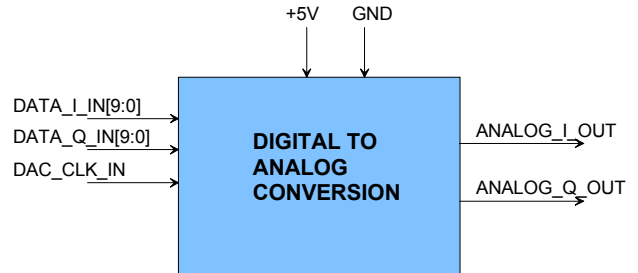 +5V GND
DATA_I_IN[9:0]
DATA_Q_IN[9:0]
DAC_CLK_IN
DIGITAL TO
ANALOG
CONVERSION
ANALOG_I_OUT
ANALOG_Q_OUT